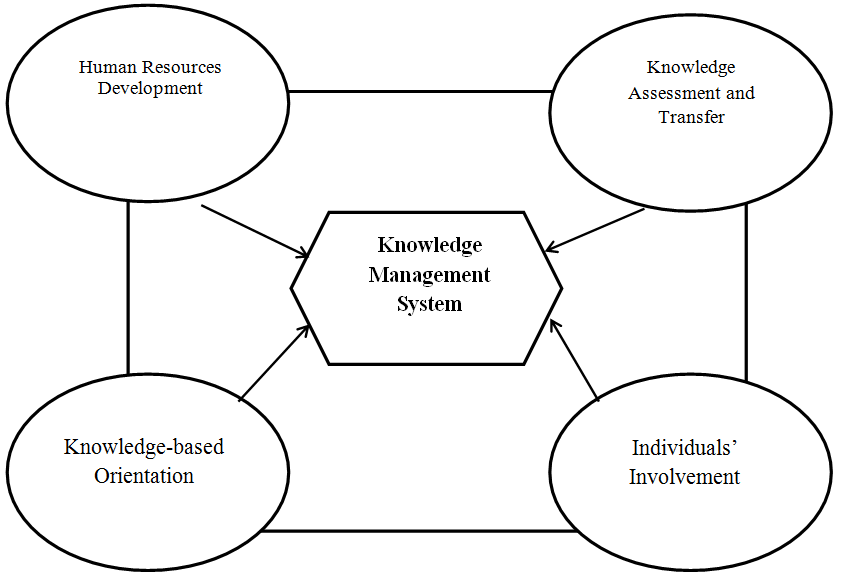 Human Resources
Development
Knowledge
Assessment and
Transfer
Knowledge
Management
System
Knowledge-based
Orientation
Individuals’
Involvement